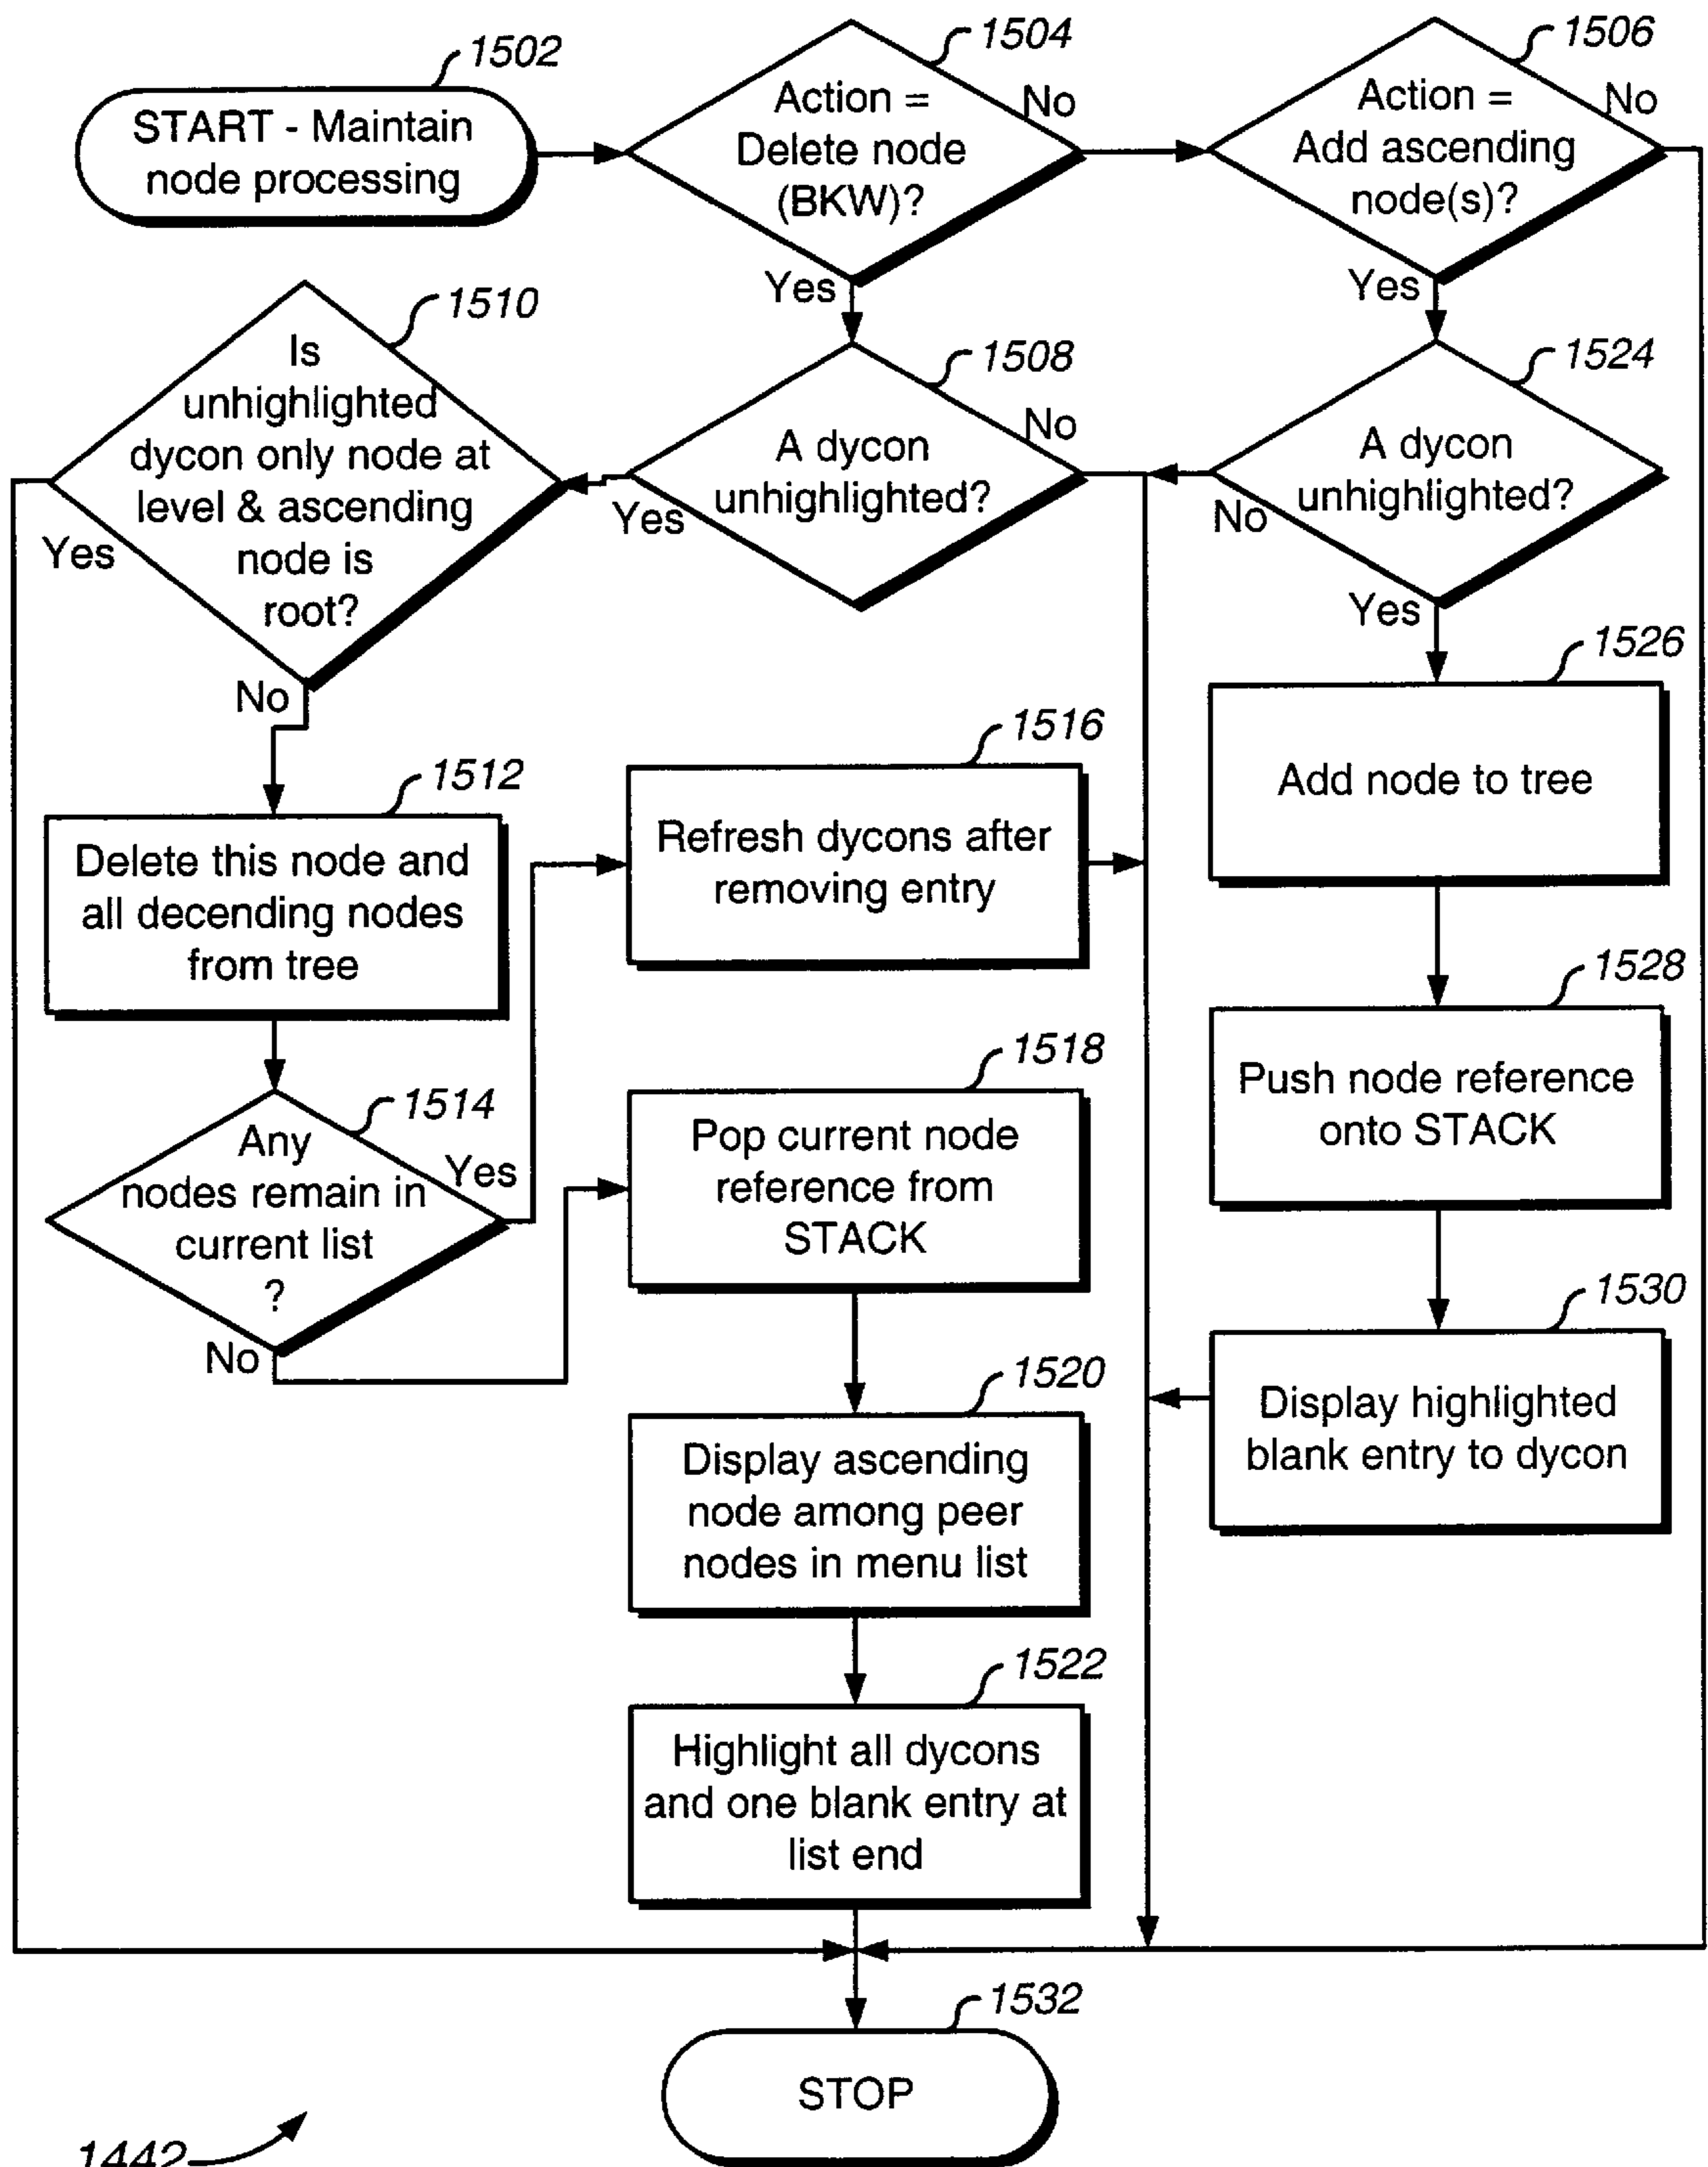 1502
START - Maintain
node processing
1504
Action =
Delete node
(BKW)?
No
Yes
1506
Action =
Add ascending
node(s)?
No
Yes
1510
Is
unhighlighted
dycon only node at
level & ascending
node is
root?
Yes
No
1508
A dycon
unhighlighted?
No
Yes
1524
A dycon
unhighlighted?
No
Yes
1512
Delete this node and
all decending nodes
from tree
1516
Refresh dycons after
removing entry
1526
Add node to tree
1514
Any
nodes remain in
current list
?
Yes
No
1518
Pop current node
reference from
STACK
1528
Push node reference
onto STACK
1520
Display ascending
node among peer
nodes in menu list
1530
Display highlighted
blank entry to dycon
1522
Highlight all dycons
and one blank entry at
list end
1532
STOP
1442